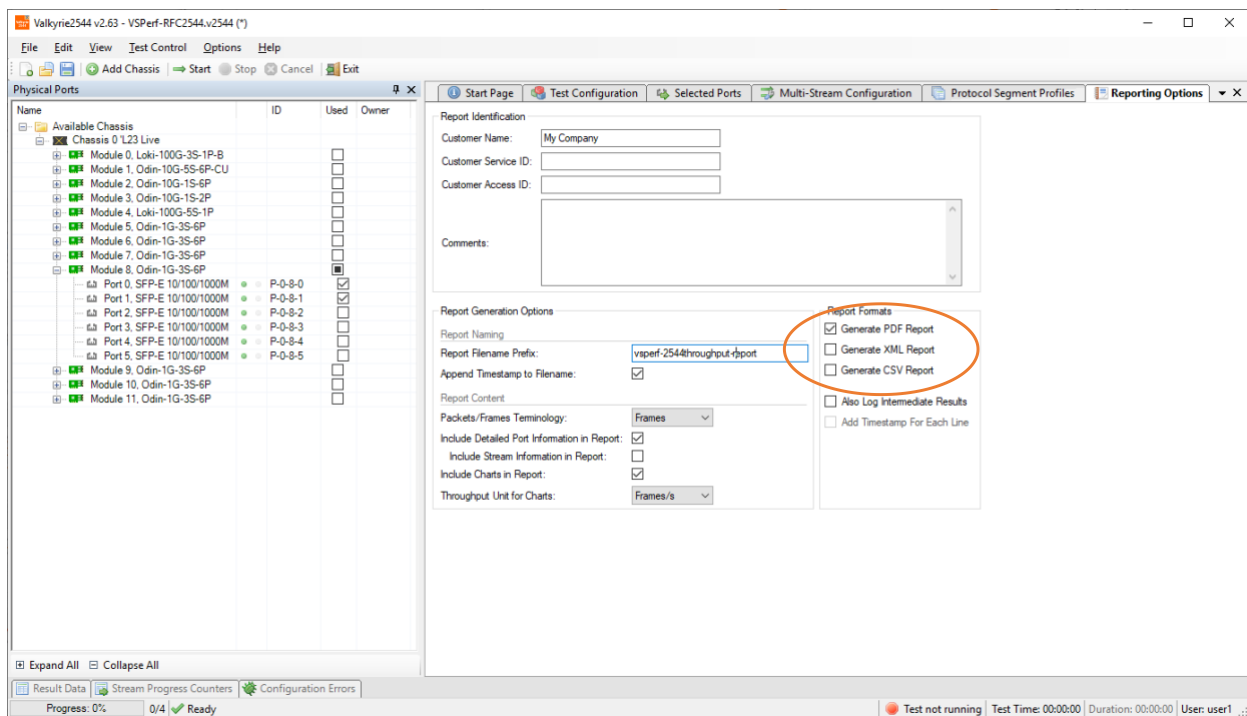 Valkyrie2544 v2.63 - VSPerf-RFC2544.v2544 (*)
File Edit View Test Control Options Help
Add Chassis Start Stop Cancel Exit
Physical Ports
Name ID Used Owner
Available Chassis
Chassis 0 'L23 Live
Module 0, Loki-100G-3S-1P-B
Module 1, Odin-10G-5S-6P-CU
Module 2, Odin-10G-1S-6P
Module 3, Odin-10G-1S-2P
Module 4, Loki-100G-5S-1P
Module 5, Odin-1G-3S-6P
Module 6, Odin-1G-3S-6P
Module 7, Odin-1G-3S-6P
Module 8, Odin-1G-3S-6P
Port 0, SFP-E 10/100/1000M P-0-8-0
Port 1, SFP-E 10/100/1000M P-0-8-1
Port 2, SFP-E 10/100/1000M P-0-8-2
Port 3, SFP-E 10/100/1000M P-0-8-3
Port 4, SFP-E 10/100/1000M P-0-8-4
Port 5, SFP-E 10/100/1000M P-0-8-5
Module 9, Odin-1G-3S-6P
Module 10, Odin-1G-3S-6P
Module 11, Odin-1G-3S-6P
Expand All Collapse All
Start Page Test Configuration Selected Ports Multi-Stream Configuration Protocol Segment Profiles Reporting Options
Report Identification
Customer Name: My Company
Customer Service ID:
Customer Access ID:
Comments:
Report Generation Options
Report Naming
Report Filename Prefix: vsperf-2544throughput-report
Append Timestamp to Filename:
Report Content
Packets/Frames Terminology: Frames
Include Detailed Port Information in Report:
Include Stream Information in Report:
Include Charts in Report:
Throughput Unit for Charts: Frames/s
Report Formats
Generate PDF Report
Generate XML Report
Generate CSV Report
Also Log Intermediate Results
Add Timestamp For Each Line
Result Data Stream Progress Counters Configuration Errors
Progress: 0% 0/4 Ready Test not running Test Time: 00:00:00 Duration: 00:00:00 User: user1